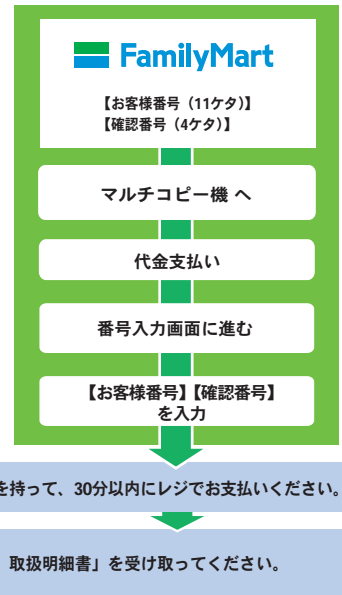 FamilyMart
【お客様番号（11ケタ）】
【確認番号（4ケタ）】
マルチコピー機 へ
代金支払い
番号入力画面に進む
【お客様番号】【確認番号】
を入力
を持って、30分以内にレジでお支払いください。
取扱明細書」を受け取ってください。